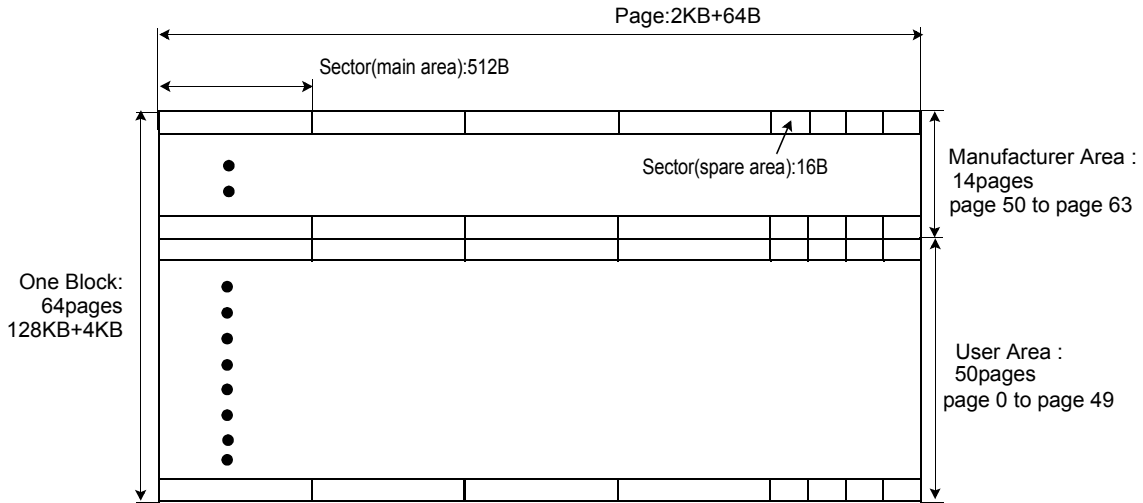 Page:2KB+64B
Sector(main area):512B
Sector(spare area):16B
Manufacturer Area :
14pages
page 50 to page 63
One Block:
64pages
128KB+4KB
User Area :
50pages
page 0 to page 49